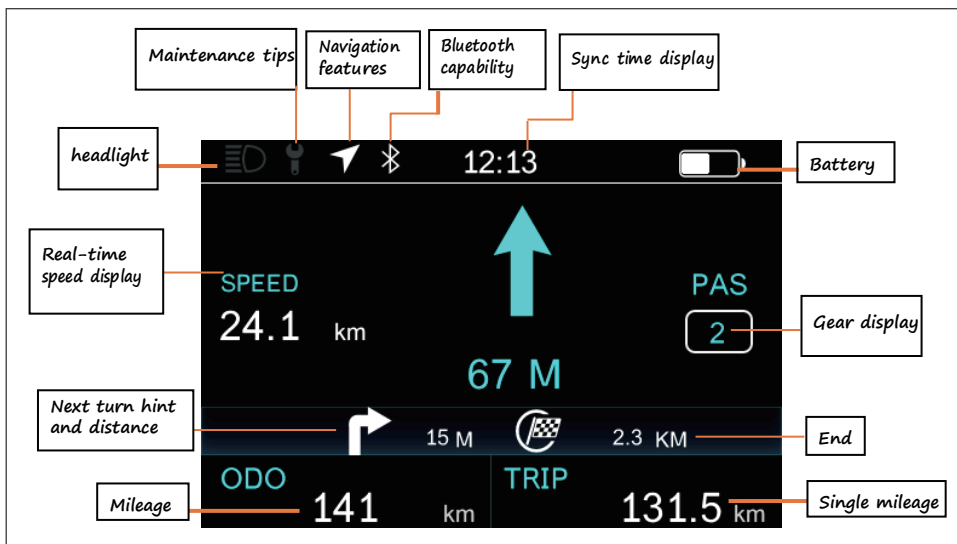 Maintenance tips
Navigation
features
Bluetooth
capability
Sync time display
headlight
12:13
Battery
Real-time
speed display
SPEED
24.1 km
PAS
2
Gear display
67 M
Next turn hint
and distance
15 M
2.3 KM
End
ODO
141 km
TRIP
131.5 km
Mileage
Single mileage